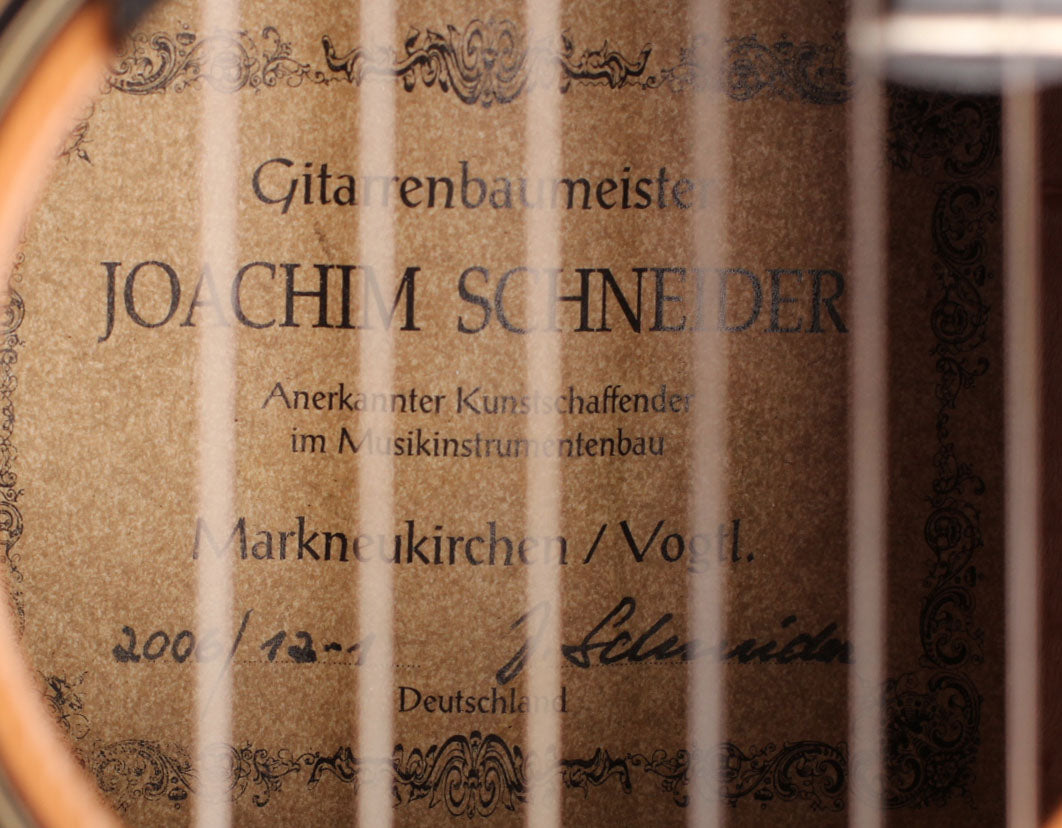 Gitarrenbaumeister
JOACHIM SCHNEIDER
Anerkannter Kunstschaffender
im Musikinstrumentenbau
Markneukirchen / Vogtl.
2006/12-1 J. Schneider
Deutschland